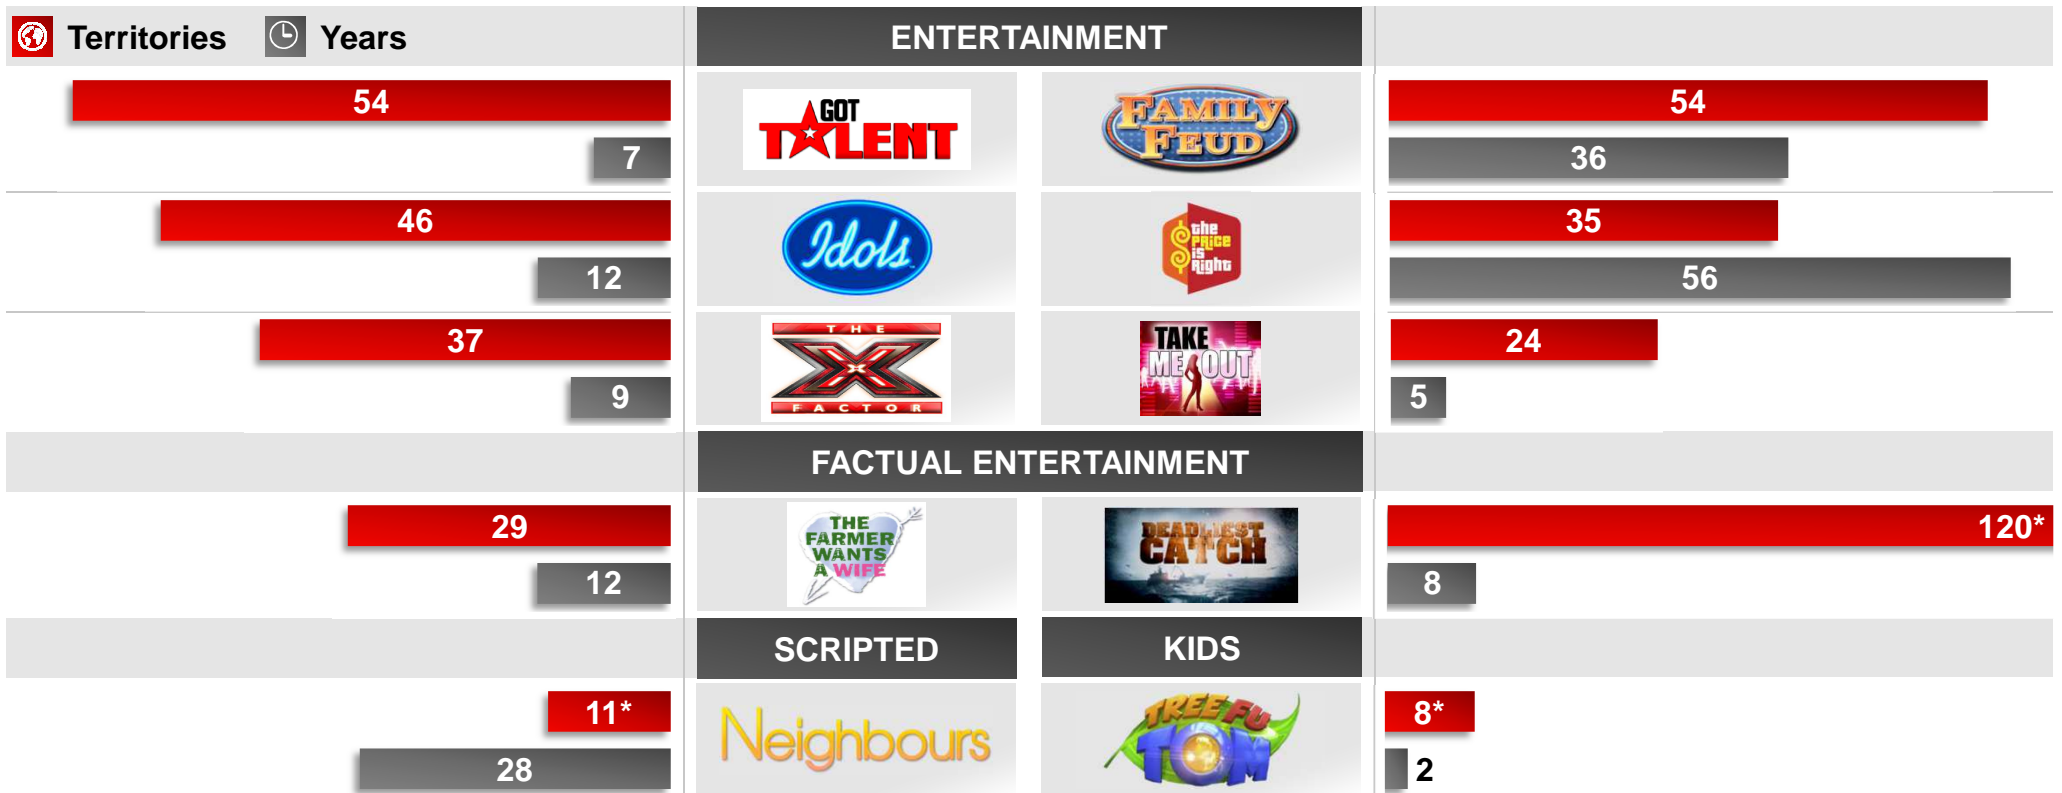 Territories Years ENTERTAINMENT
54 GOT TALENT FAMILY FEUD 54
7 36
46 Idols the PRICE is Right 35
12 56
37 THE X FACTOR TAKE ME OUT 24
9 5
FACTUAL ENTERTAINMENT
29 THE FARMER WANTS A WIFE DEADLIEST CATCH 120*
12 8
SCRIPTED KIDS
11* Neighbours TREE FU TOM 8*
28 2